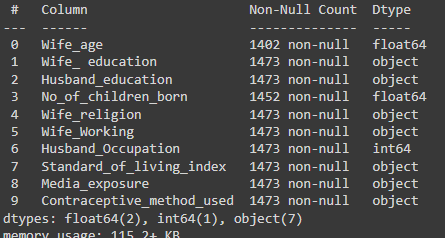 #   Column                     Non-Null Count  Dtype
---  ------                     --------------  -----
0   Wife_age                   1402 non-null   float64
1   Wife_ education            1473 non-null   object
2   Husband_education          1473 non-null   object
3   No_of_children_born        1452 non-null   float64
4   Wife_religion              1473 non-null   object
5   Wife_Working               1473 non-null   object
6   Husband_Occupation         1473 non-null   int64
7   Standard_of_living_index   1473 non-null   object
8   Media_exposure             1473 non-null   object
9   Contraceptive_method_used  1473 non-null   object
dtypes: float64(2), int64(1), object(7)
memory usage: 115.2+ KB